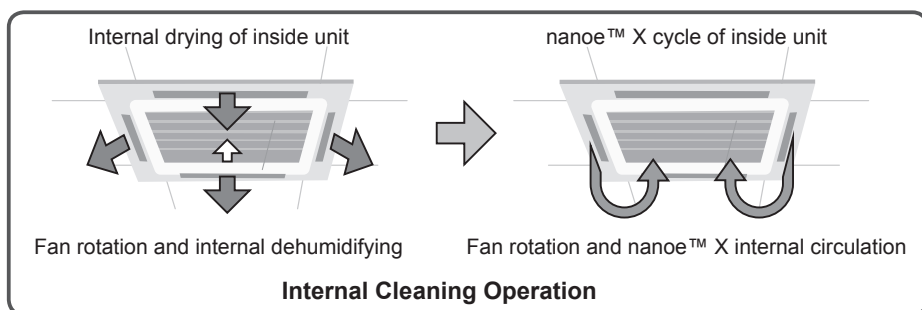 Internal drying of inside unit
nanoe™ X cycle of inside unit
Fan rotation and internal dehumidifying
Fan rotation and nanoe™ X internal circulation
Internal Cleaning Operation